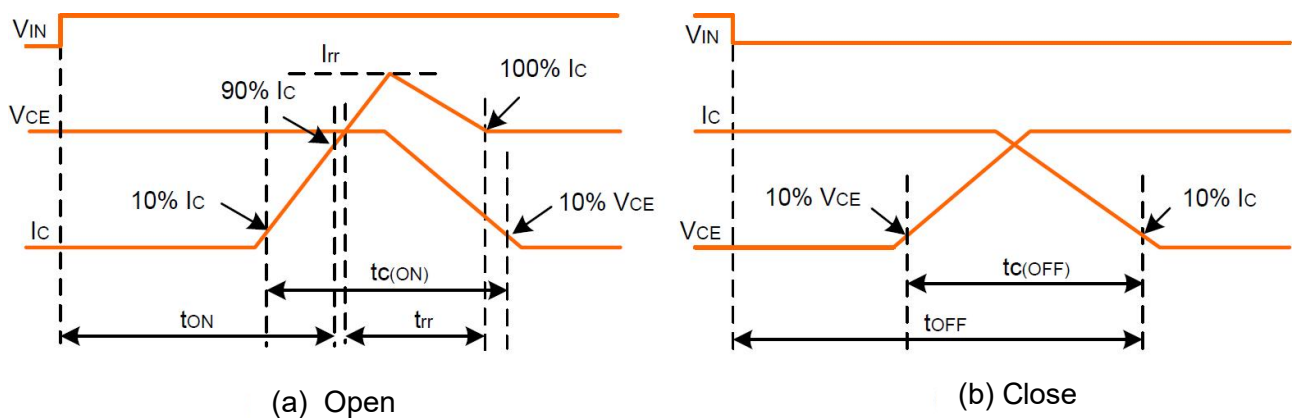 VIN
Irr
90% IC
100% IC
VCE
10% IC
10% VCE
IC
tC(ON)
tON
trr
(a) Open
VIN
IC
10% VCE
10% IC
VCE
tC(OFF)
tOFF
(b) Close